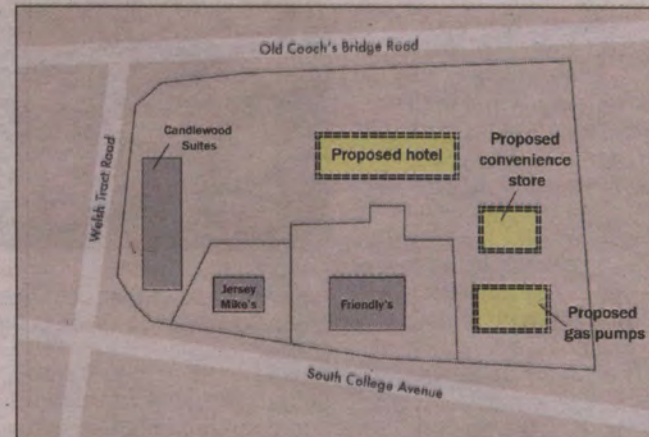 Old Cooch's Bridge Road
Candlewood
Suites
Welsh Tract Road
Proposed hotel
Proposed
convenience
store
Jersey
Mike's
Friendly's
Proposed
gas pumps
South College Avenue